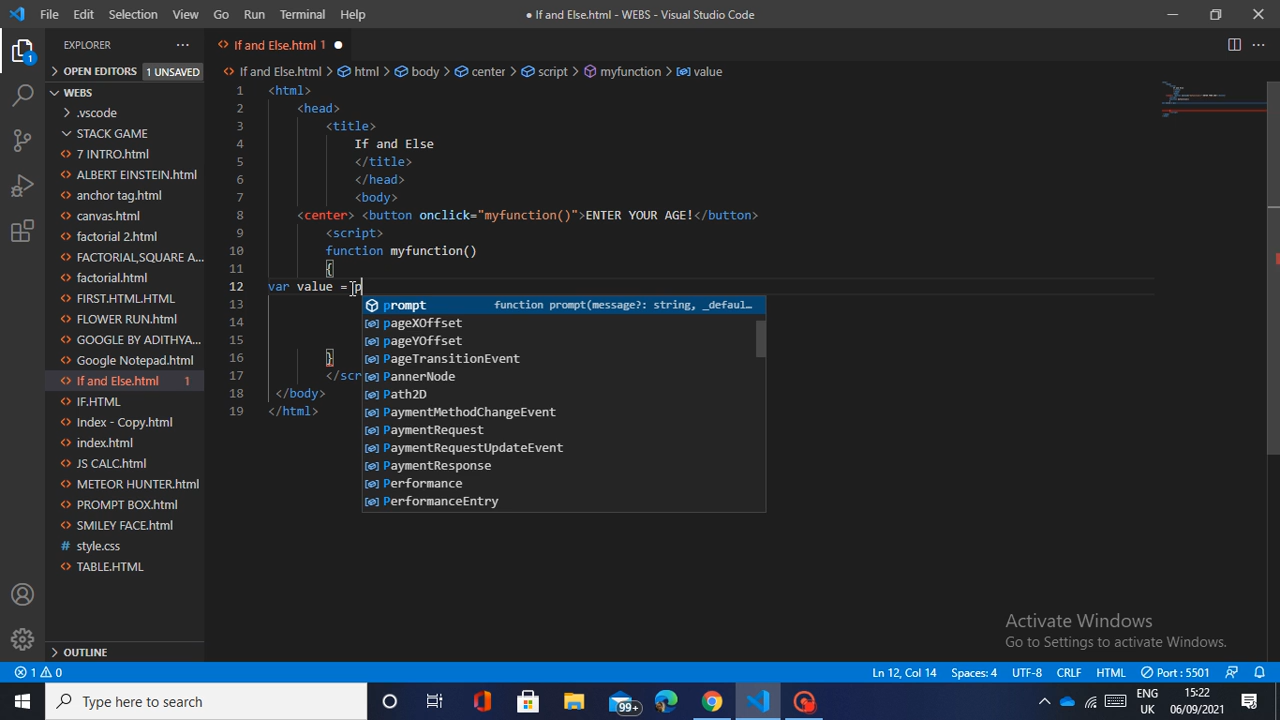 File Edit Selection View Go Run Terminal Help
● If and Else.html - WEBS - Visual Studio Code
EXPLORER
If and Else.html 1
OPEN EDITORS 1 UNSAVED
If and Else.html > html > body > center > script > myfunction > value
WEBS
.vscode
STACK GAME
7 INTRO.html
ALBERT EINSTEIN.html
anchor tag.html
canvas.html
factorial 2.html
FACTORIAL,SQUARE A...
factorial.html
FIRST.HTML.HTML
FLOWER RUN.html
GOOGLE BY ADITHYA...
Google Notepad.html
If and Else.html 1
IF.HTML
Index - Copy.html
index.html
JS CALC.html
METEOR HUNTER.html
PROMPT BOX.html
SMILEY FACE.html
# style.css
TABLE.HTML
OUTLINE
1 <html>
2 <head>
3 <title>
4 If and Else
5 </title>
6 </head>
7 <body>
8 <center> <button onclick="myfunction()">ENTER YOUR AGE!</button>
9 <script>
10 function myfunction()
11 {
12 var value = p
13
14
15
16 }
17 </scr
18 </body>
19 </html>
prompt function prompt(message?: string, _defaul...
pageXOffset
pageYOffset
PageTransitionEvent
PannerNode
Path2D
PaymentMethodChangeEvent
PaymentRequest
PaymentRequestUpdateEvent
PaymentResponse
Performance
PerformanceEntry
Activate Windows
Go to Settings to activate Windows.
1 0
Ln 12, Col 14 Spaces: 4 UTF-8 CRLF HTML Port : 5501
Type here to search
99+
ENG
UK
15:22
06/09/2021